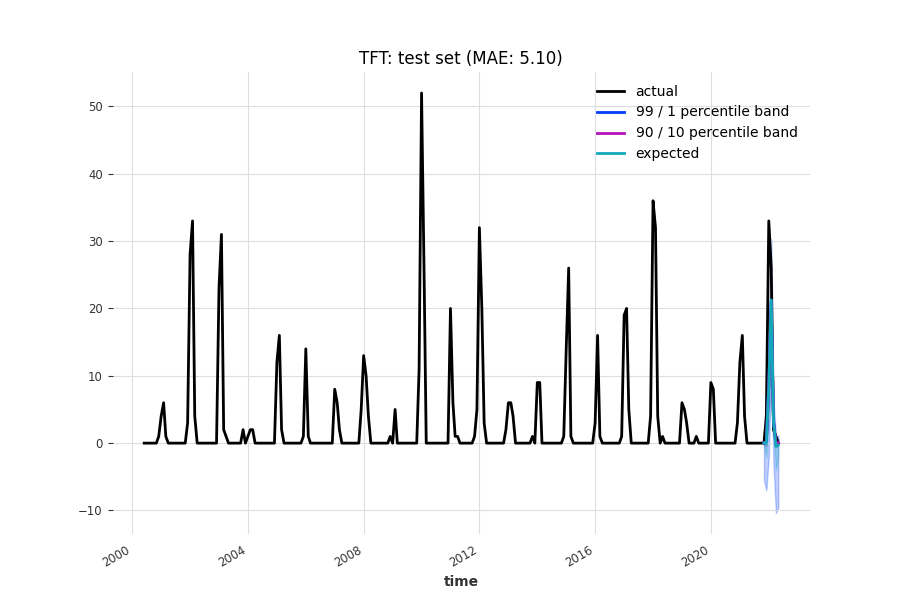 TFT: test set (MAE: 5.10)
actual
99 / 1 percentile band
90 / 10 percentile band
expected
50
40
30
20
10
0
−10
2000
2004
2008
2012
2016
2020
time